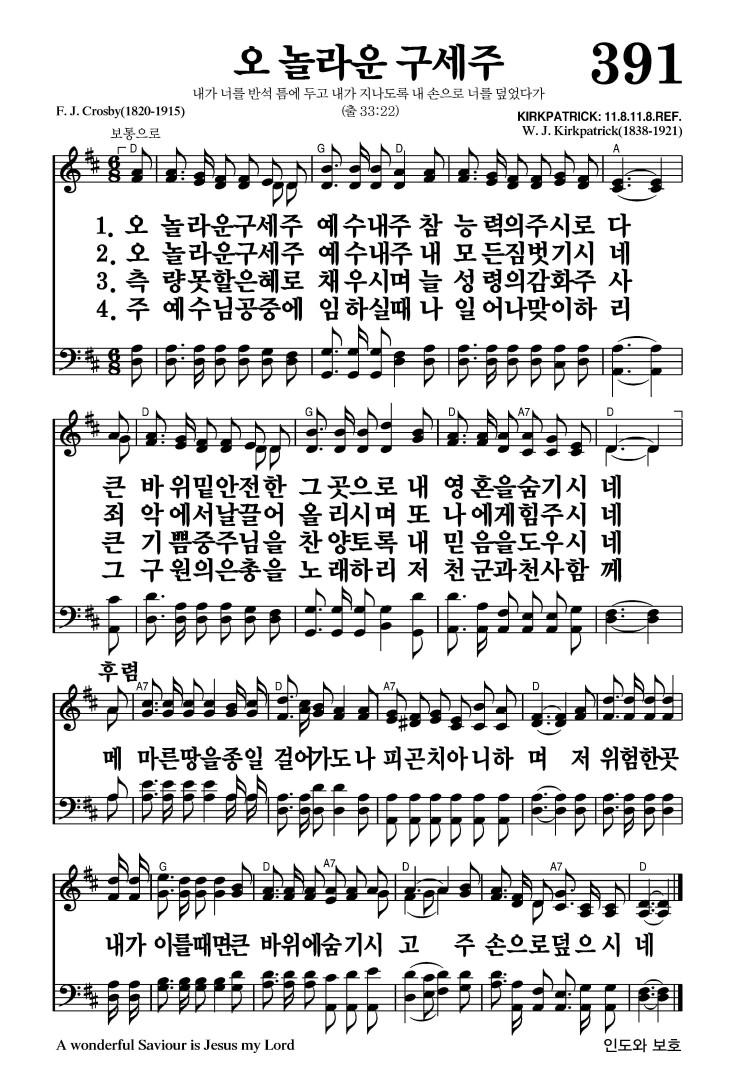 오 놀라운 구세주
391
내가 너를 반석 틈에 두고 내가 지나도록 내 손으로 너를 덮었다가
(출 33:22)
F. J. Crosby(1820-1915)
KIRKPATRICK: 11.8.11.8.REF.
W. J. Kirkpatrick(1838-1921)
보통으로
D G D A
1. 오 놀라운구세주 예수내주 참 능력의주시로 다
2. 오 놀라운구세주 예수내주 내 모든짐벗기시 네
3. 측 량못할은혜로 채우시며 늘 성령의감화주 사
4. 주 예수님공중에 임하실때 나 일어나맞이하 리
D G D A7 D
큰 바위밑안전한 그곳으로 내 영혼을숨기시 네
죄 악에서날끌어 올리시며 또 나에게힘주시 네
큰 기쁨중주님을 찬양토록 내 믿음을도우시 네
그 구원의은총을 노래하리 저 천군과천사함 께
후렴
A7 D A7 D
메 마른땅을종일 걸어가도나 피곤치아니하 며 저 위험한곳
G D A7 D A7 D
내가 이를때면큰 바위에숨기시 고 주 손으로덮으시 네
A wonderful Saviour is Jesus my Lord
인도와 보호